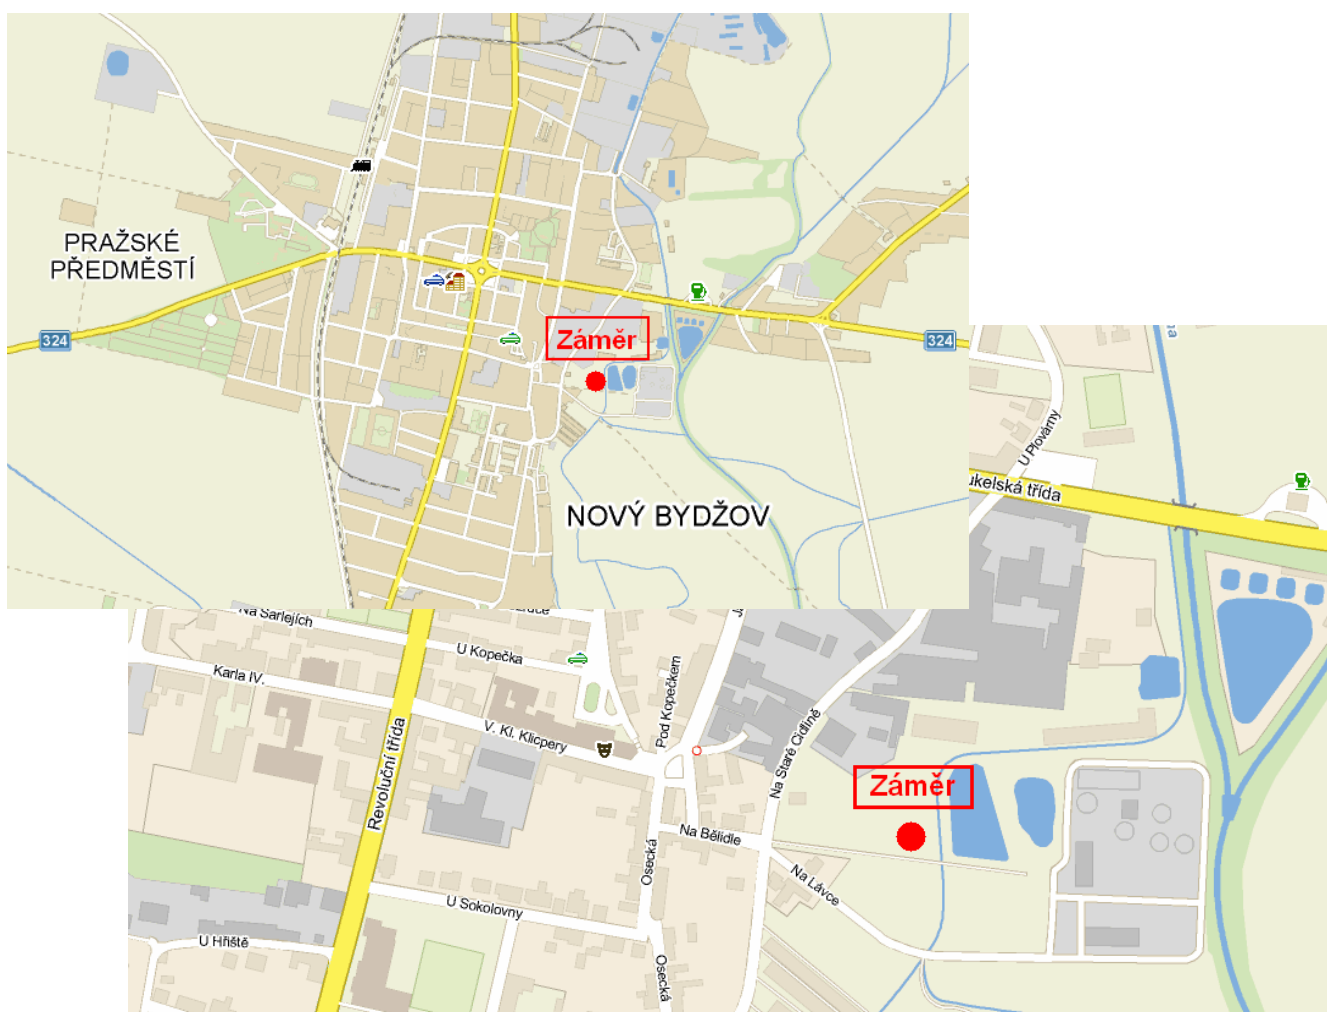 PRAŽSKÉ
PŘEDMĚSTÍ
324
Záměr
324
NOVÝ BYDŽOV
U Plovárny
ukelská třída
Na Šarlejích
U Kopečka
Karla IV.
V. Kl. Klicpery
Pod Kopečkem
Revoluční třída
Na Staré Cidlině
Záměr
Na Bělidle
Osecká
Na Lávce
U Sokolovny
U Hřiště
Osecká